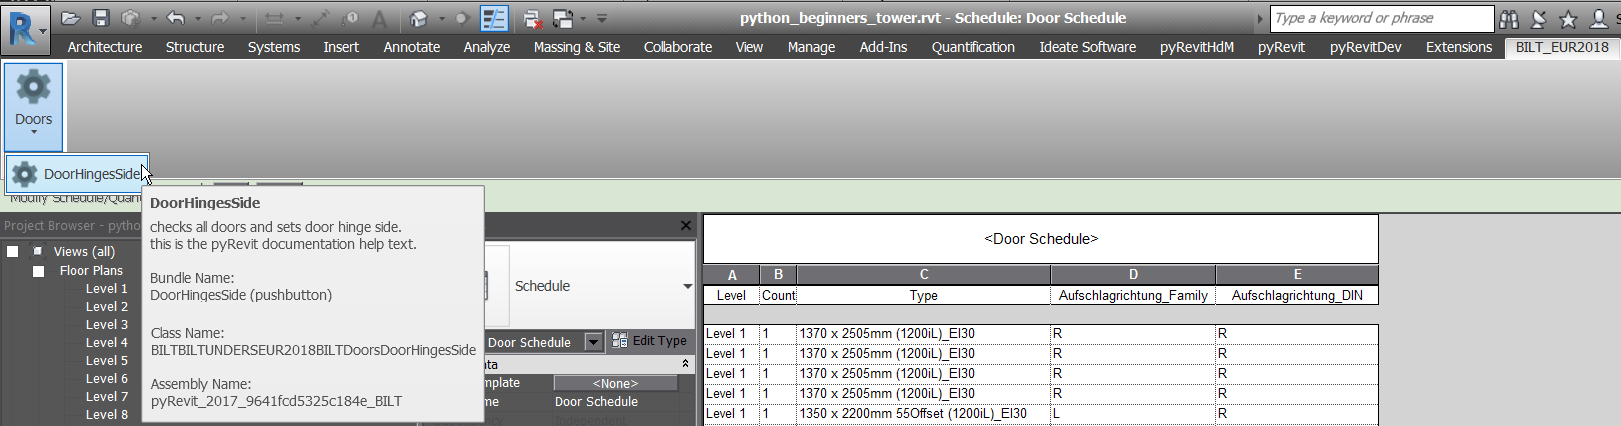 python_beginners_tower.rvt - Schedule: Door Schedule
Type a keyword or phrase
Architecture Structure Systems Insert Annotate Analyze Massing & Site Collaborate View Manage Add-Ins Quantification Ideate Software pyRevitHdM pyRevit pyRevitDev Extensions BILT_EUR2018
Doors
DoorHingesSide
Modify Schedule/Quant
DoorHingesSide
checks all doors and sets door hinge side.
this is the pyRevit documentation help text.
Bundle Name:
DoorHingesSide (pushbutton)
Class Name:
BILTBILTUNDERSEUR2018BILTDoorsDoorHingesSide
Assembly Name:
pyRevit_2017_9641fcd5325c184e_BILT
Project Browser - pytho
Views (all)
Floor Plans
Level 1
Level 2
Level 3
Level 4
Level 5
Level 6
Level 7
Level 8
Schedule
Door Schedule Edit Type
ata
mplate <None>
me Door Schedule
Independent
<Door Schedule>
A B C D E
Level Count Type Aufschlagrichtung_Family Aufschlagrichtung_DIN
Level 1 1 1370 x 2505mm (1200iL)_EI30 R R
Level 1 1 1370 x 2505mm (1200iL)_EI30 R R
Level 1 1 1370 x 2505mm (1200iL)_EI30 R R
Level 1 1 1370 x 2505mm (1200iL)_EI30 R R
Level 1 1 1350 x 2200mm 55Offset (1200iL)_EI30 L R